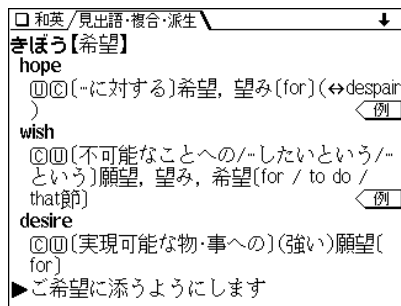 和英/見出語･複合･派生 ↓
きぼう【希望】
hope
ⓊⒸ〔…に対する〕希望, 望み〔for〕(↔despair
) 例
wish
ⒸⓊ〔不可能なことへの/…したいという/…
という〕願望, 望み, 希望〔for / to do /
that節〕 例
desire
ⒸⓊ〔実現可能な物･事への〕(強い)願望〔
for〕
▶ご希望に添うようにします